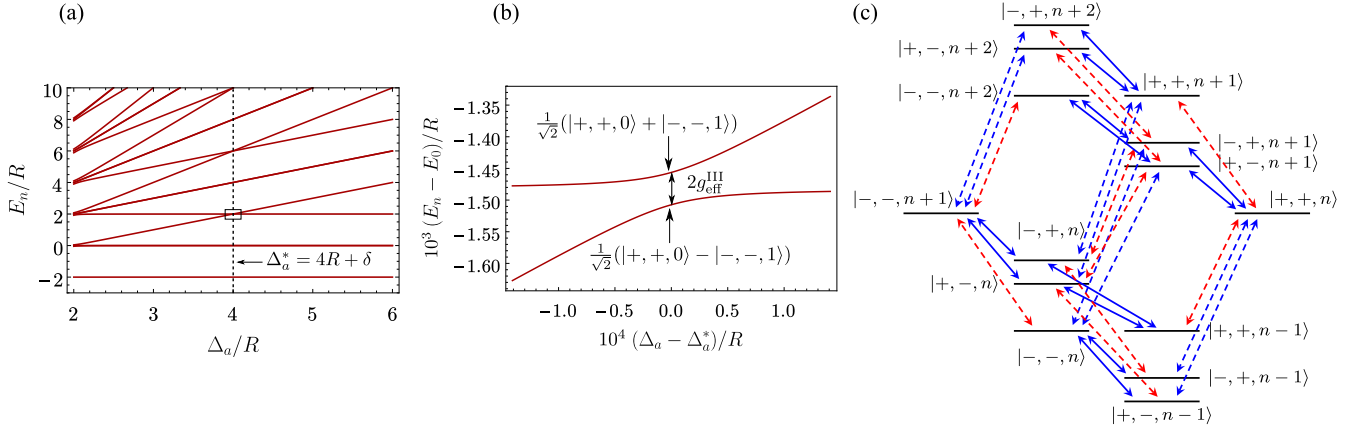 (a)
E_n/R
10
8
6
4
2
0
−2
Δ_a^* = 4R + δ
2
3
4
5
6
Δ_a/R
(b)
10^3 (E_n − E_0)/R
−1.35
−1.40
−1.45
−1.50
−1.55
−1.60
1/√2(|+, +, 0⟩ + |−, −, 1⟩)
2g_eff^III
1/√2(|+, +, 0⟩ − |−, −, 1⟩)
−1.0
−0.5
0.0
0.5
1.0
10^4 (Δ_a − Δ_a^*)/R
(c)
|−, +, n + 2⟩
|+, −, n + 2⟩
|−, −, n + 2⟩
|+, +, n + 1⟩
|−, +, n + 1⟩
|+, −, n + 1⟩
|−, −, n + 1⟩
|+, +, n⟩
|−, +, n⟩
|+, −, n⟩
|−, −, n⟩
|+, +, n − 1⟩
|−, +, n − 1⟩
|+, −, n − 1⟩